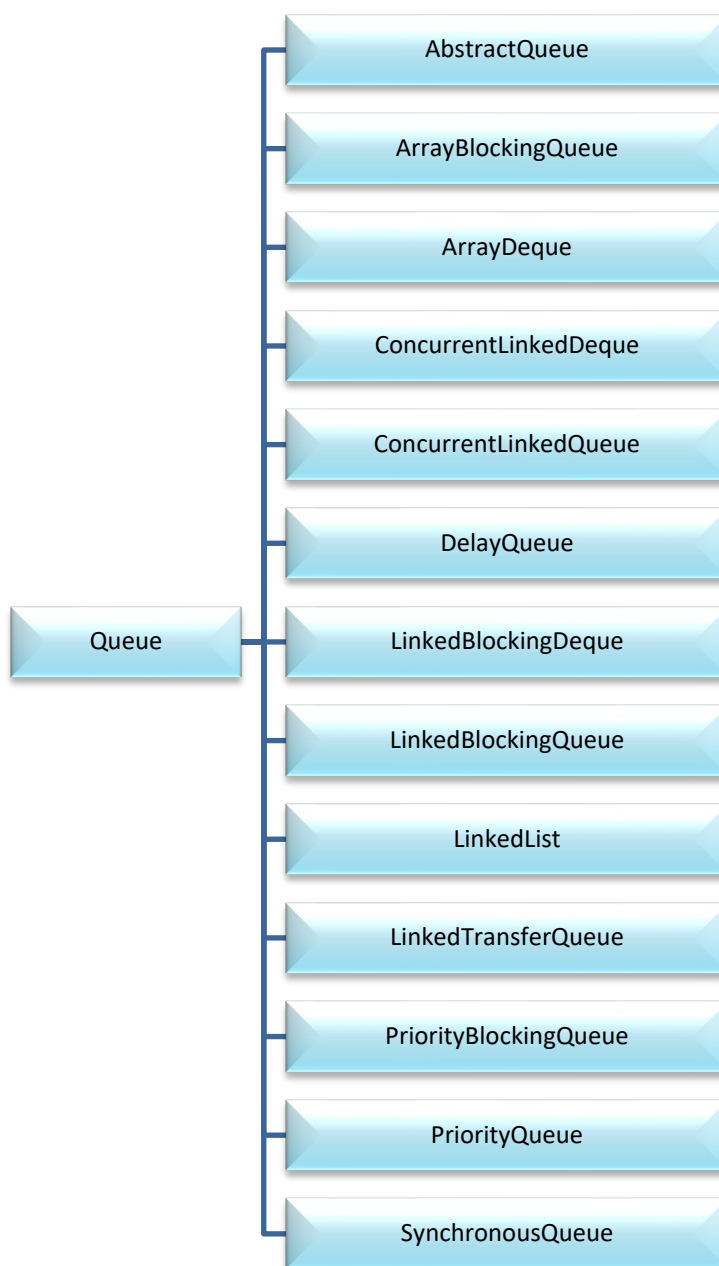 AbstractQueue
ArrayBlockingQueue
ArrayDeque
ConcurrentLinkedDeque
ConcurrentLinkedQueue
DelayQueue
Queue
LinkedBlockingDeque
LinkedBlockingQueue
LinkedList
LinkedTransferQueue
PriorityBlockingQueue
PriorityQueue
SynchronousQueue